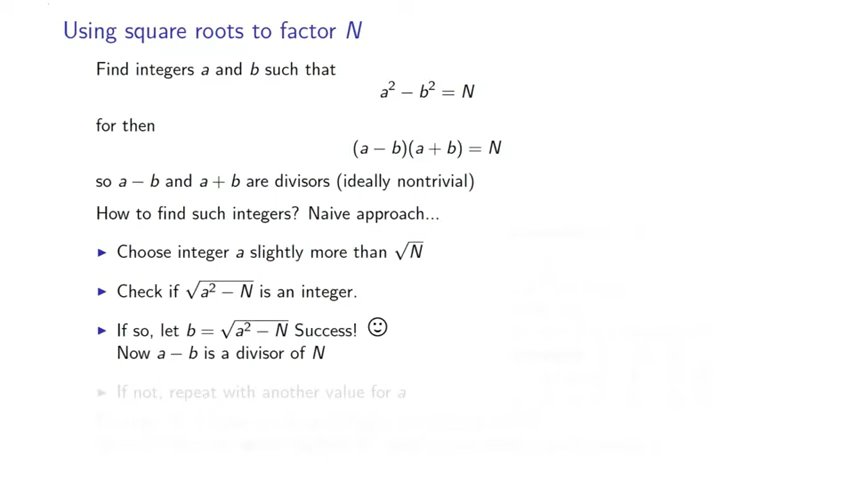 Using square roots to factor N
Find integers a and b such that
a² − b² = N
for then
(a − b)(a + b) = N
so a − b and a + b are divisors (ideally nontrivial)
How to find such integers? Naive approach...
▶ Choose integer a slightly more than √N
▶ Check if √(a² − N) is an integer.
▶ If so, let b = √(a² − N) Success! ☺
Now a − b is a divisor of N
▶ If not, repeat with another value for a